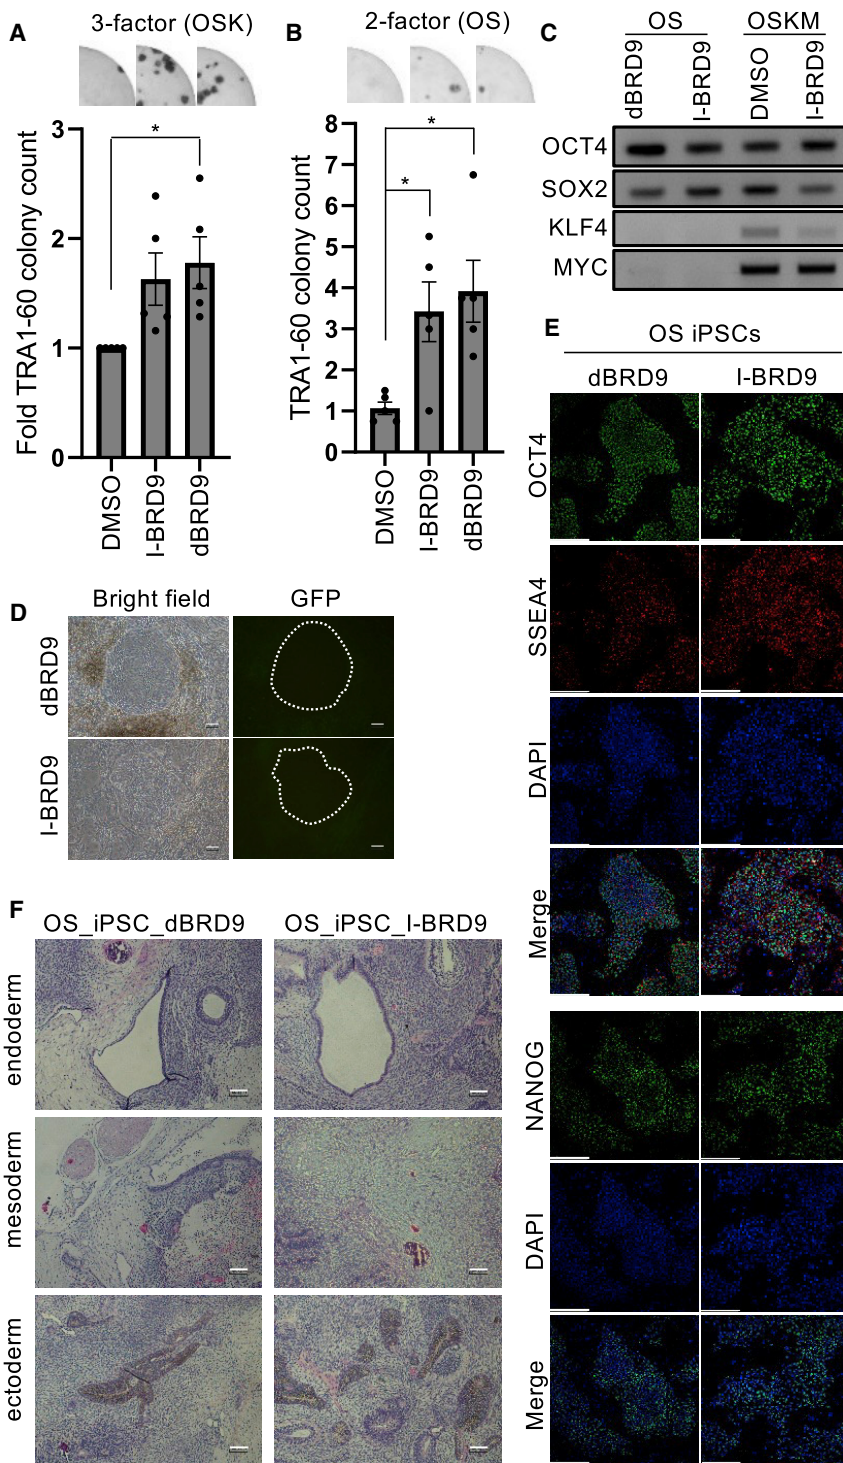 A
3-factor (OSK)
Fold TRA1-60 colony count
3
2
1
0
*
DMSO
I-BRD9
dBRD9
B
2-factor (OS)
TRA1-60 colony count
8
7
6
5
4
3
2
1
0
*
*
DMSO
I-BRD9
dBRD9
C
OS OSKM
dBRD9
I-BRD9
DMSO
I-BRD9
OCT4
SOX2
KLF4
MYC
D
Bright field GFP
dBRD9
I-BRD9
E
OS iPSCs
dBRD9 I-BRD9
OCT4
SSEA4
DAPI
Merge
NANOG
DAPI
Merge
F
OS_iPSC_dBRD9 OS_iPSC_I-BRD9
endoderm
mesoderm
ectoderm